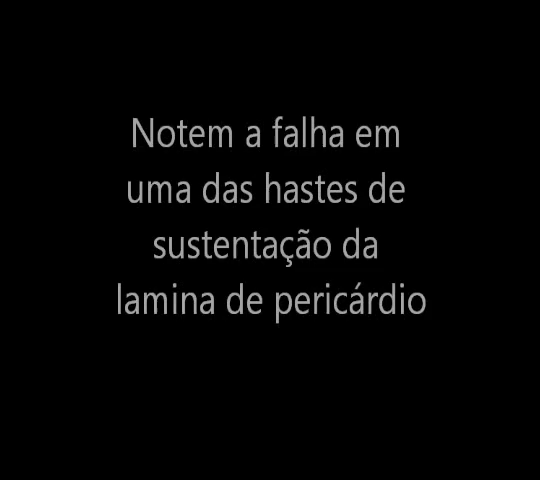 Notem a falha em
uma das hastes de
sustentação da
lamina de pericárdio